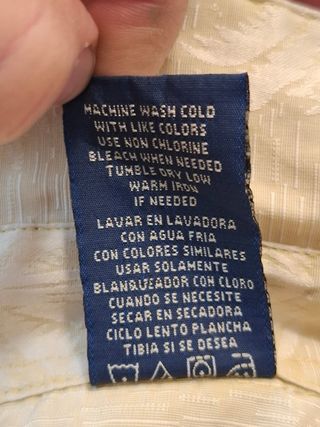 MACHINE WASH COLD
WITH LIKE COLORS
USE NON CHLORINE
BLEACH WHEN NEEDED
TUMBLE DRY LOW
WARM IRON
IF NEEDED
LAVAR EN LAVADORA
CON AGUA FRIA
CON COLORES SIMILARES
USAR SOLAMENTE
BLANQUEADOR CON CLORO
CUANDO SE NECESITE
SECAR EN SECADORA
CICLO LENTO PLANCHA
TIBIA SI SE DESEA